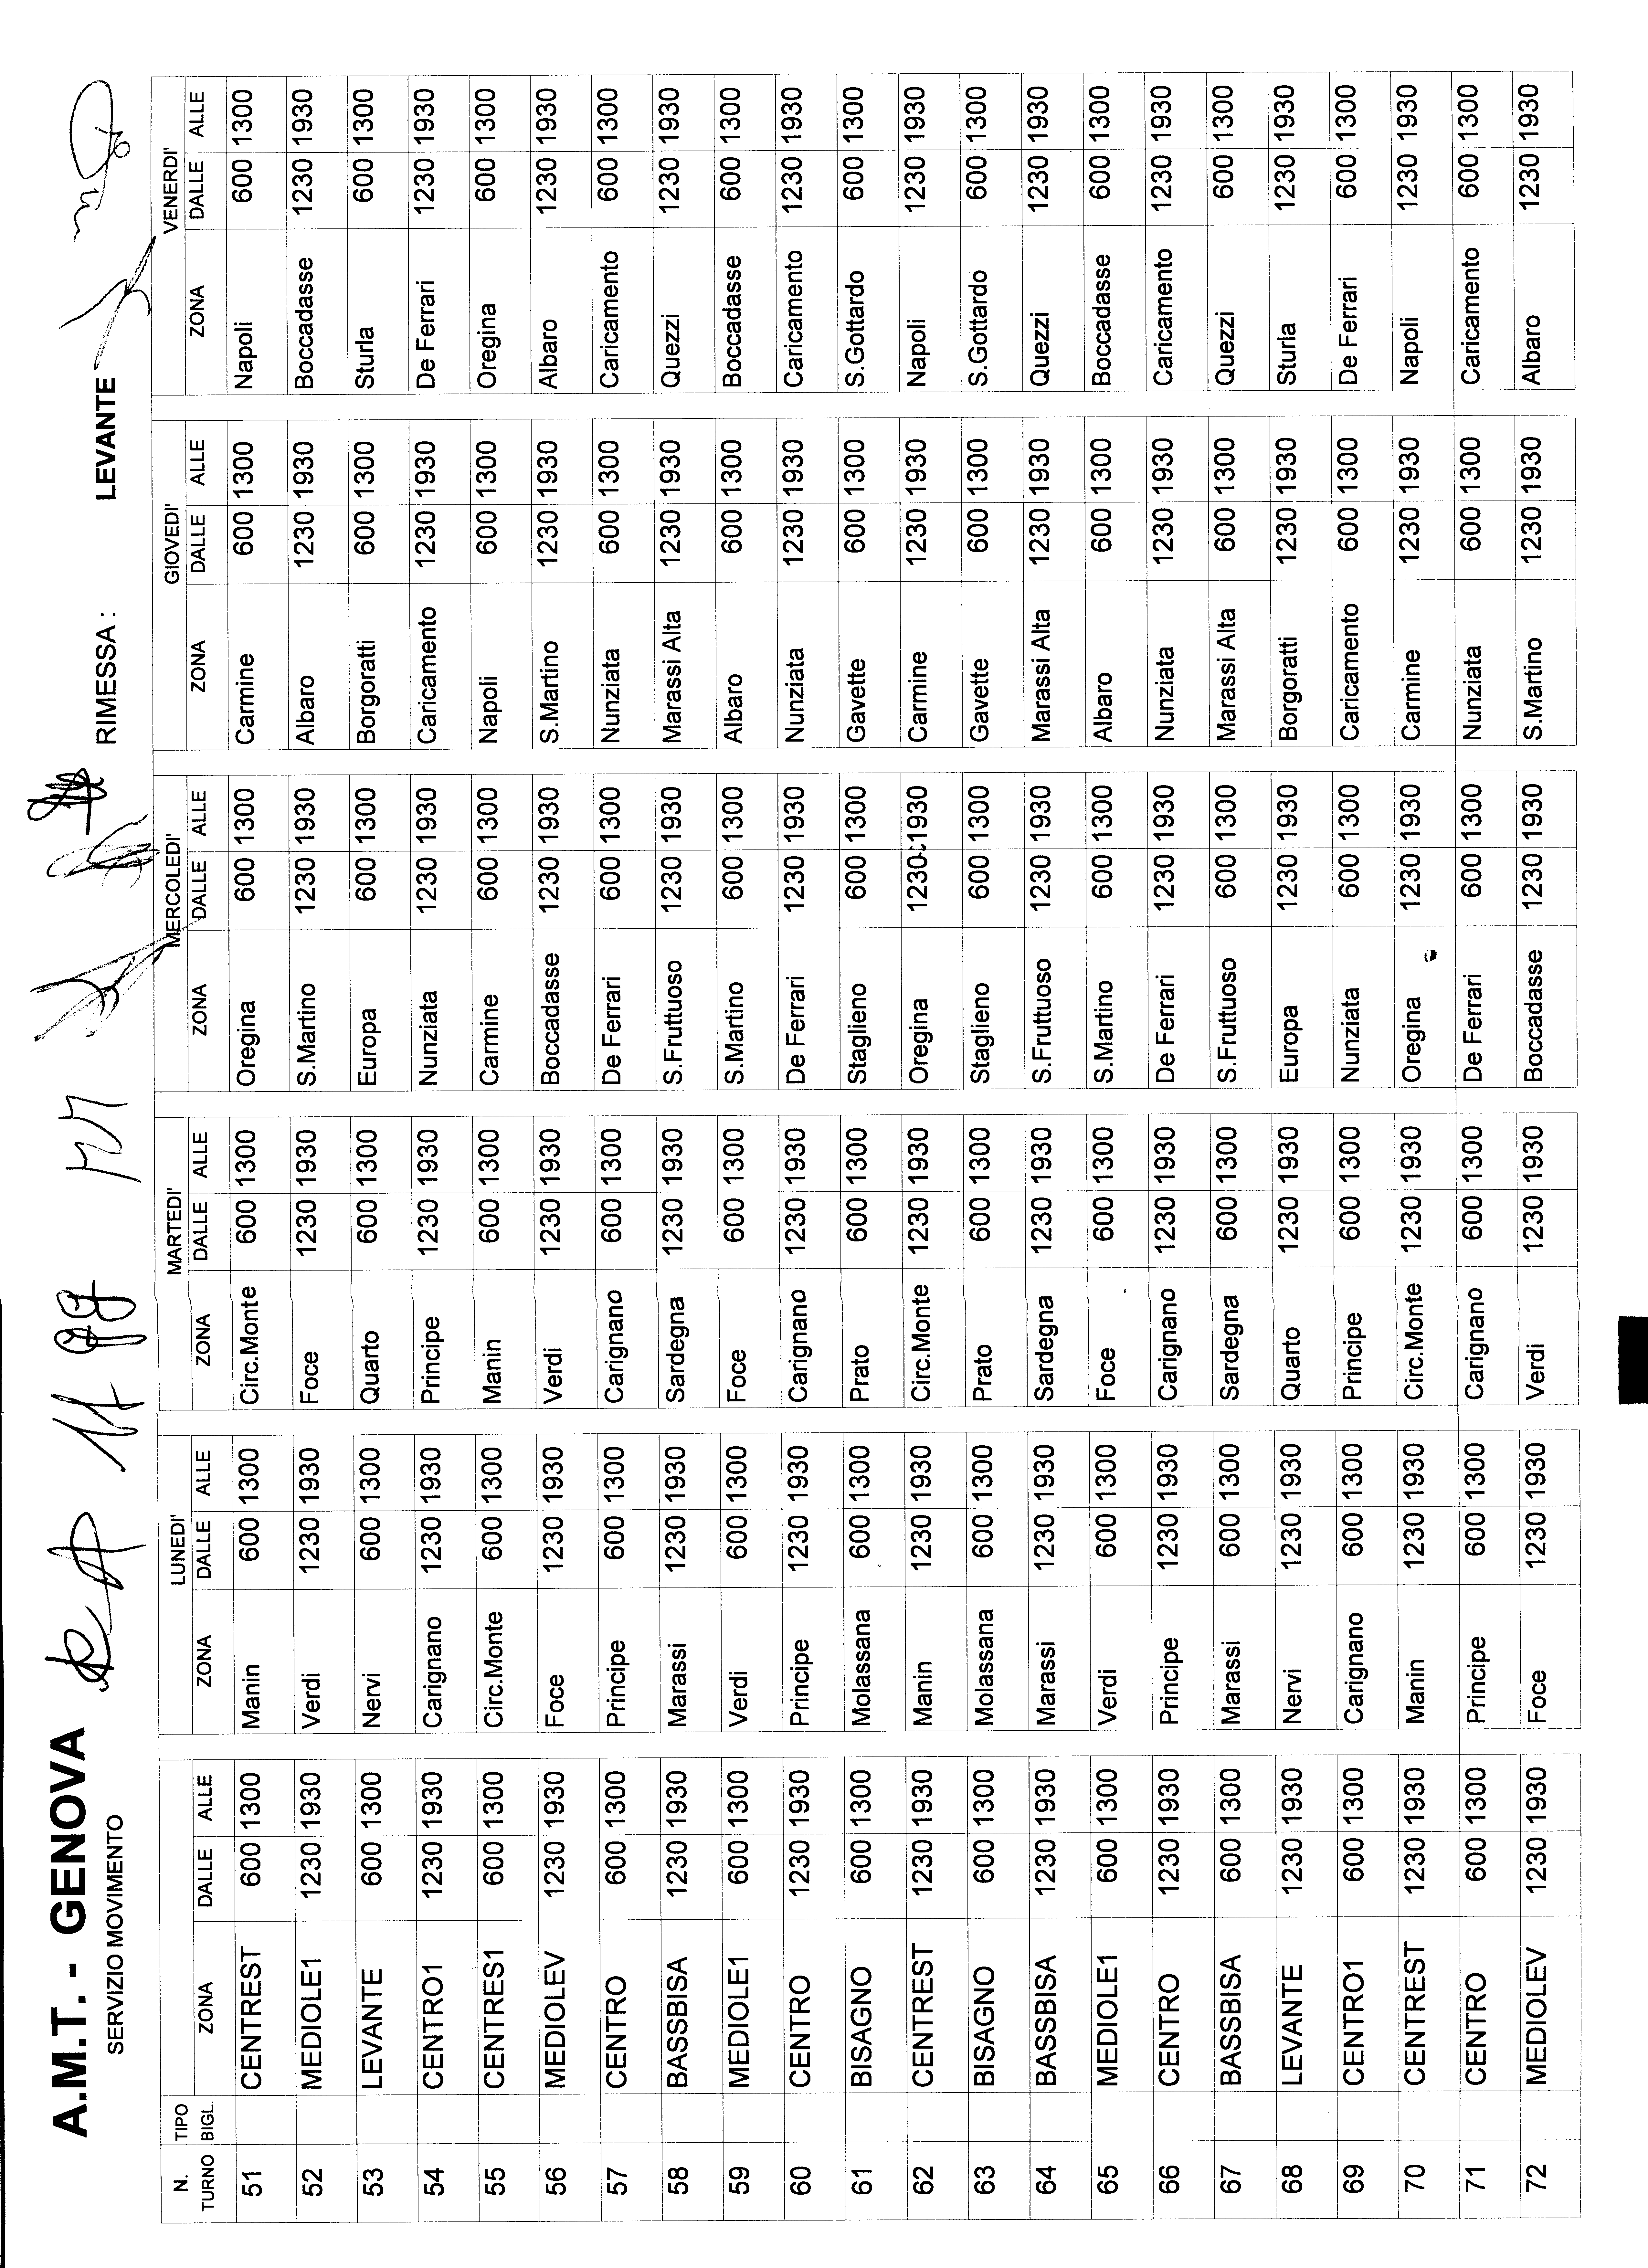 A.M.T. - GENOVA
SERVIZIO MOVIMENTO
RIMESSA : LEVANTE
LUNEDI' MARTEDI' MERCOLEDI' GIOVEDI' VENERDI'
N. TURNO TIPO BIGL. ZONA DALLE ALLE ZONA DALLE ALLE ZONA DALLE ALLE ZONA DALLE ALLE ZONA DALLE ALLE ZONA DALLE ALLE
51 CENTREST 600 1300 Manin 600 1300 Circ.Monte 600 1300 Oregina 600 1300 Carmine 600 1300 Napoli 600 1300
52 MEDIOLE1 1230 1930 Verdi 1230 1930 Foce 1230 1930 S.Martino 1230 1930 Albaro 1230 1930 Boccadasse 1230 1930
53 LEVANTE 600 1300 Nervi 600 1300 Quarto 600 1300 Europa 600 1300 Borgoratti 600 1300 Sturla 600 1300
54 CENTRO1 1230 1930 Carignano 1230 1930 Principe 1230 1930 Nunziata 1230 1930 Caricamento 1230 1930 De Ferrari 1230 1930
55 CENTRES1 600 1300 Circ.Monte 600 1300 Manin 600 1300 Carmine 600 1300 Napoli 600 1300 Oregina 600 1300
56 MEDIOLEV 1230 1930 Foce 1230 1930 Verdi 1230 1930 Boccadasse 1230 1930 S.Martino 1230 1930 Albaro 1230 1930
57 CENTRO 600 1300 Principe 600 1300 Carignano 600 1300 De Ferrari 600 1300 Nunziata 600 1300 Caricamento 600 1300
58 BASSBISA 1230 1930 Marassi 1230 1930 Sardegna 1230 1930 S.Fruttuoso 1230 1930 Marassi Alta 1230 1930 Quezzi 1230 1930
59 MEDIOLE1 600 1300 Verdi 600 1300 Foce 600 1300 S.Martino 600 1300 Albaro 600 1300 Boccadasse 600 1300
60 CENTRO 1230 1930 Principe 1230 1930 Carignano 1230 1930 De Ferrari 1230 1930 Nunziata 1230 1930 Caricamento 1230 1930
61 BISAGNO 600 1300 Molassana 600 1300 Prato 600 1300 Staglieno 600 1300 Gavette 600 1300 S.Gottardo 600 1300
62 CENTREST 1230 1930 Manin 1230 1930 Circ.Monte 1230 1930 Oregina 1230 1930 Carmine 1230 1930 Napoli 1230 1930
63 BISAGNO 600 1300 Molassana 600 1300 Prato 600 1300 Staglieno 600 1300 Gavette 600 1300 S.Gottardo 600 1300
64 BASSBISA 1230 1930 Marassi 1230 1930 Sardegna 1230 1930 S.Fruttuoso 1230 1930 Marassi Alta 1230 1930 Quezzi 1230 1930
65 MEDIOLE1 600 1300 Verdi 600 1300 Foce 600 1300 S.Martino 600 1300 Albaro 600 1300 Boccadasse 600 1300
66 CENTRO 1230 1930 Principe 1230 1930 Carignano 1230 1930 De Ferrari 1230 1930 Nunziata 1230 1930 Caricamento 1230 1930
67 BASSBISA 600 1300 Marassi 600 1300 Sardegna 600 1300 S.Fruttuoso 600 1300 Marassi Alta 600 1300 Quezzi 600 1300
68 LEVANTE 1230 1930 Nervi 1230 1930 Quarto 1230 1930 Europa 1230 1930 Borgoratti 1230 1930 Sturla 1230 1930
69 CENTRO1 600 1300 Carignano 600 1300 Principe 600 1300 Nunziata 600 1300 Caricamento 600 1300 De Ferrari 600 1300
70 CENTREST 1230 1930 Manin 1230 1930 Circ.Monte 1230 1930 Oregina 1230 1930 Carmine 1230 1930 Napoli 1230 1930
71 CENTRO 600 1300 Principe 600 1300 Carignano 600 1300 De Ferrari 600 1300 Nunziata 600 1300 Caricamento 600 1300
72 MEDIOLEV 1230 1930 Foce 1230 1930 Verdi 1230 1930 Boccadasse 1230 1930 S.Martino 1230 1930 Albaro 1230 1930